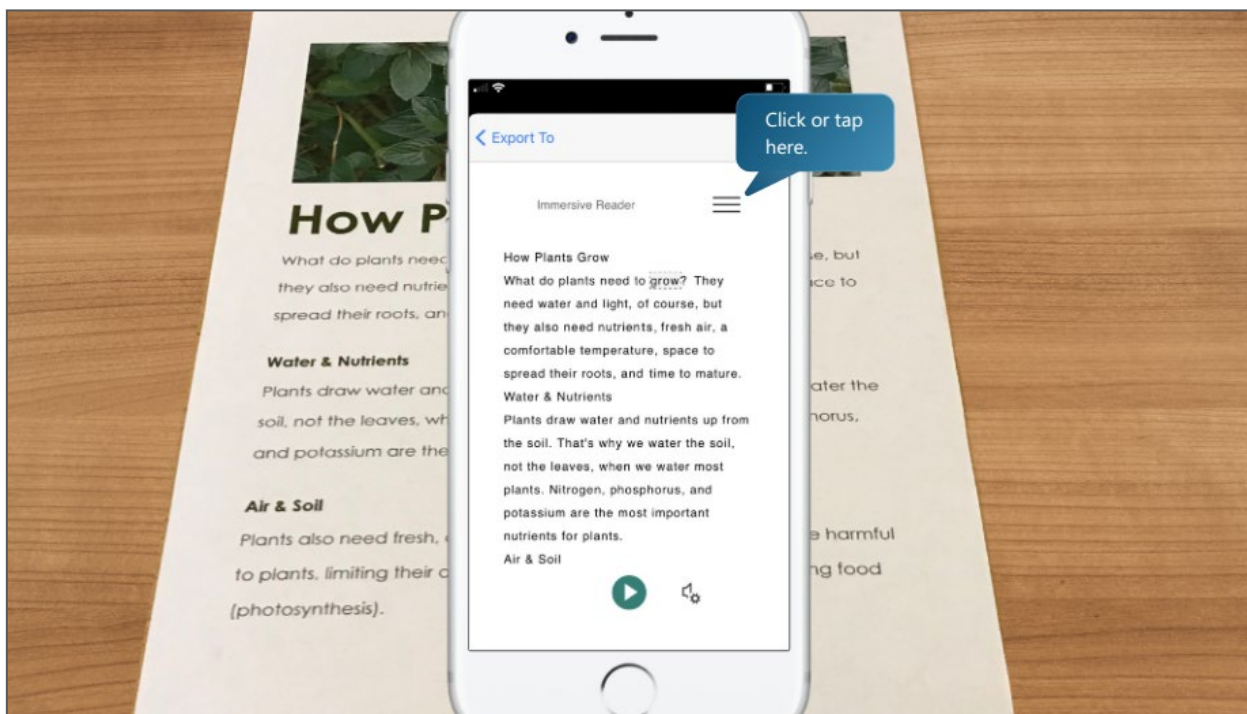 Click or tap
here.
Export To
Immersive Reader
How Plants Grow
What do plants need to grow? They
need water and light, of course, but
they also need nutrients, fresh air, a
comfortable temperature, space to
spread their roots, and time to mature.
Water & Nutrients
Plants draw water and nutrients up from
the soil. That's why we water the soil,
not the leaves, when we water most
plants. Nitrogen, phosphorus, and
potassium are the most important
nutrients for plants.
Air & Soil
How P
What do plants need
they also need nutrie
spread their roots, an
Water & Nutrients
Plants draw water and
soil, not the leaves, wh
and potassium are the
Air & Soil
Plants also need fresh,
to plants, limiting their
(photosynthesis).
e, but
ce to
ater the
horus,
e harmful
ng food